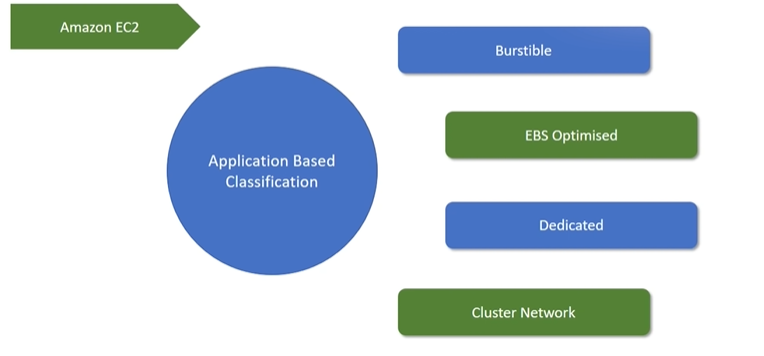 Amazon EC2
Burstible
EBS Optimised
Application Based
Classification
Dedicated
Cluster Network